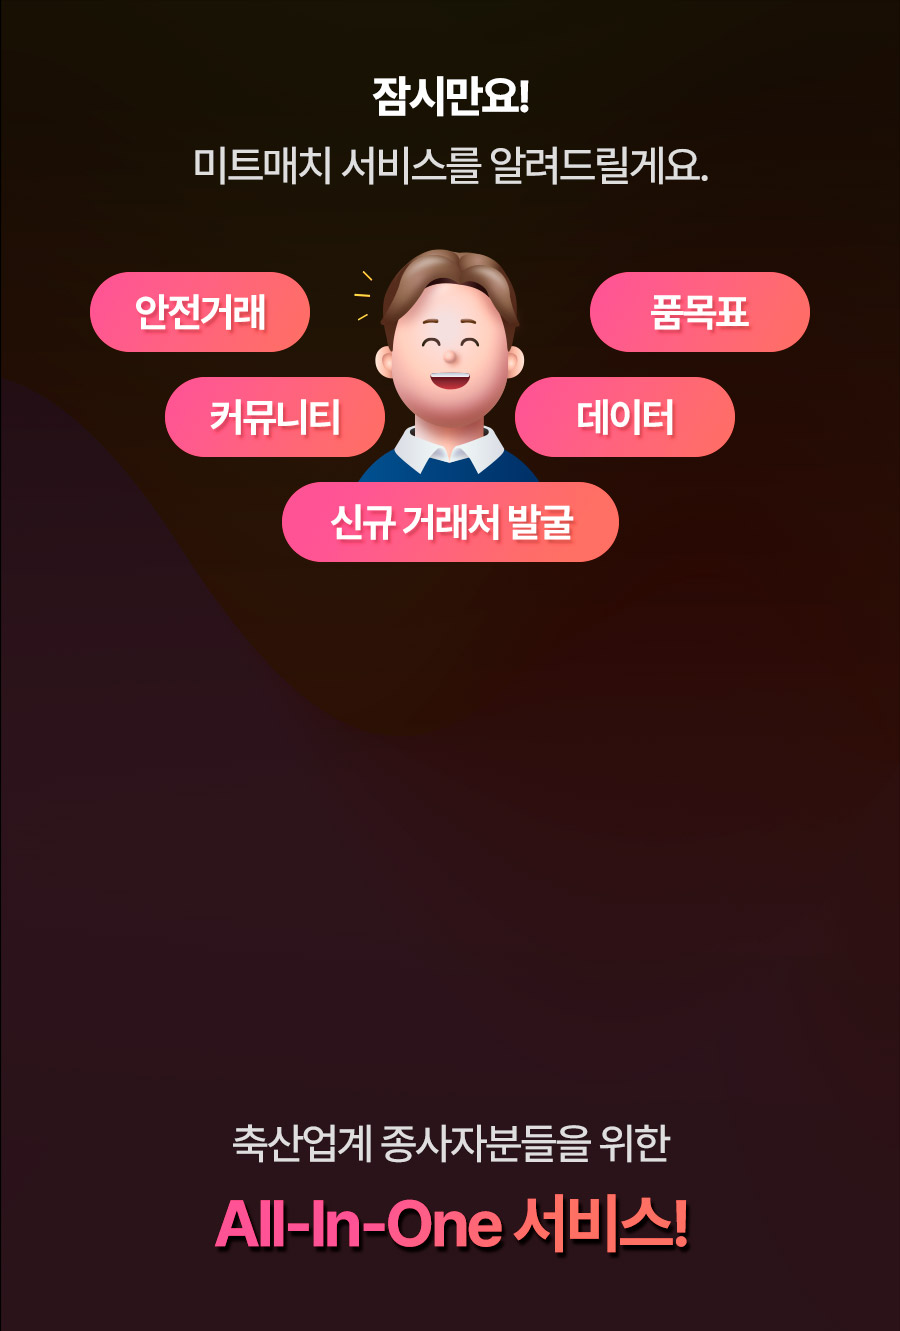 잠시만요!
미트매치 서비스를 알려드릴게요.
안전거래
품목표
커뮤니티
데이터
신규 거래처 발굴
축산업계 종사자분들을 위한
All-In-One 서비스!